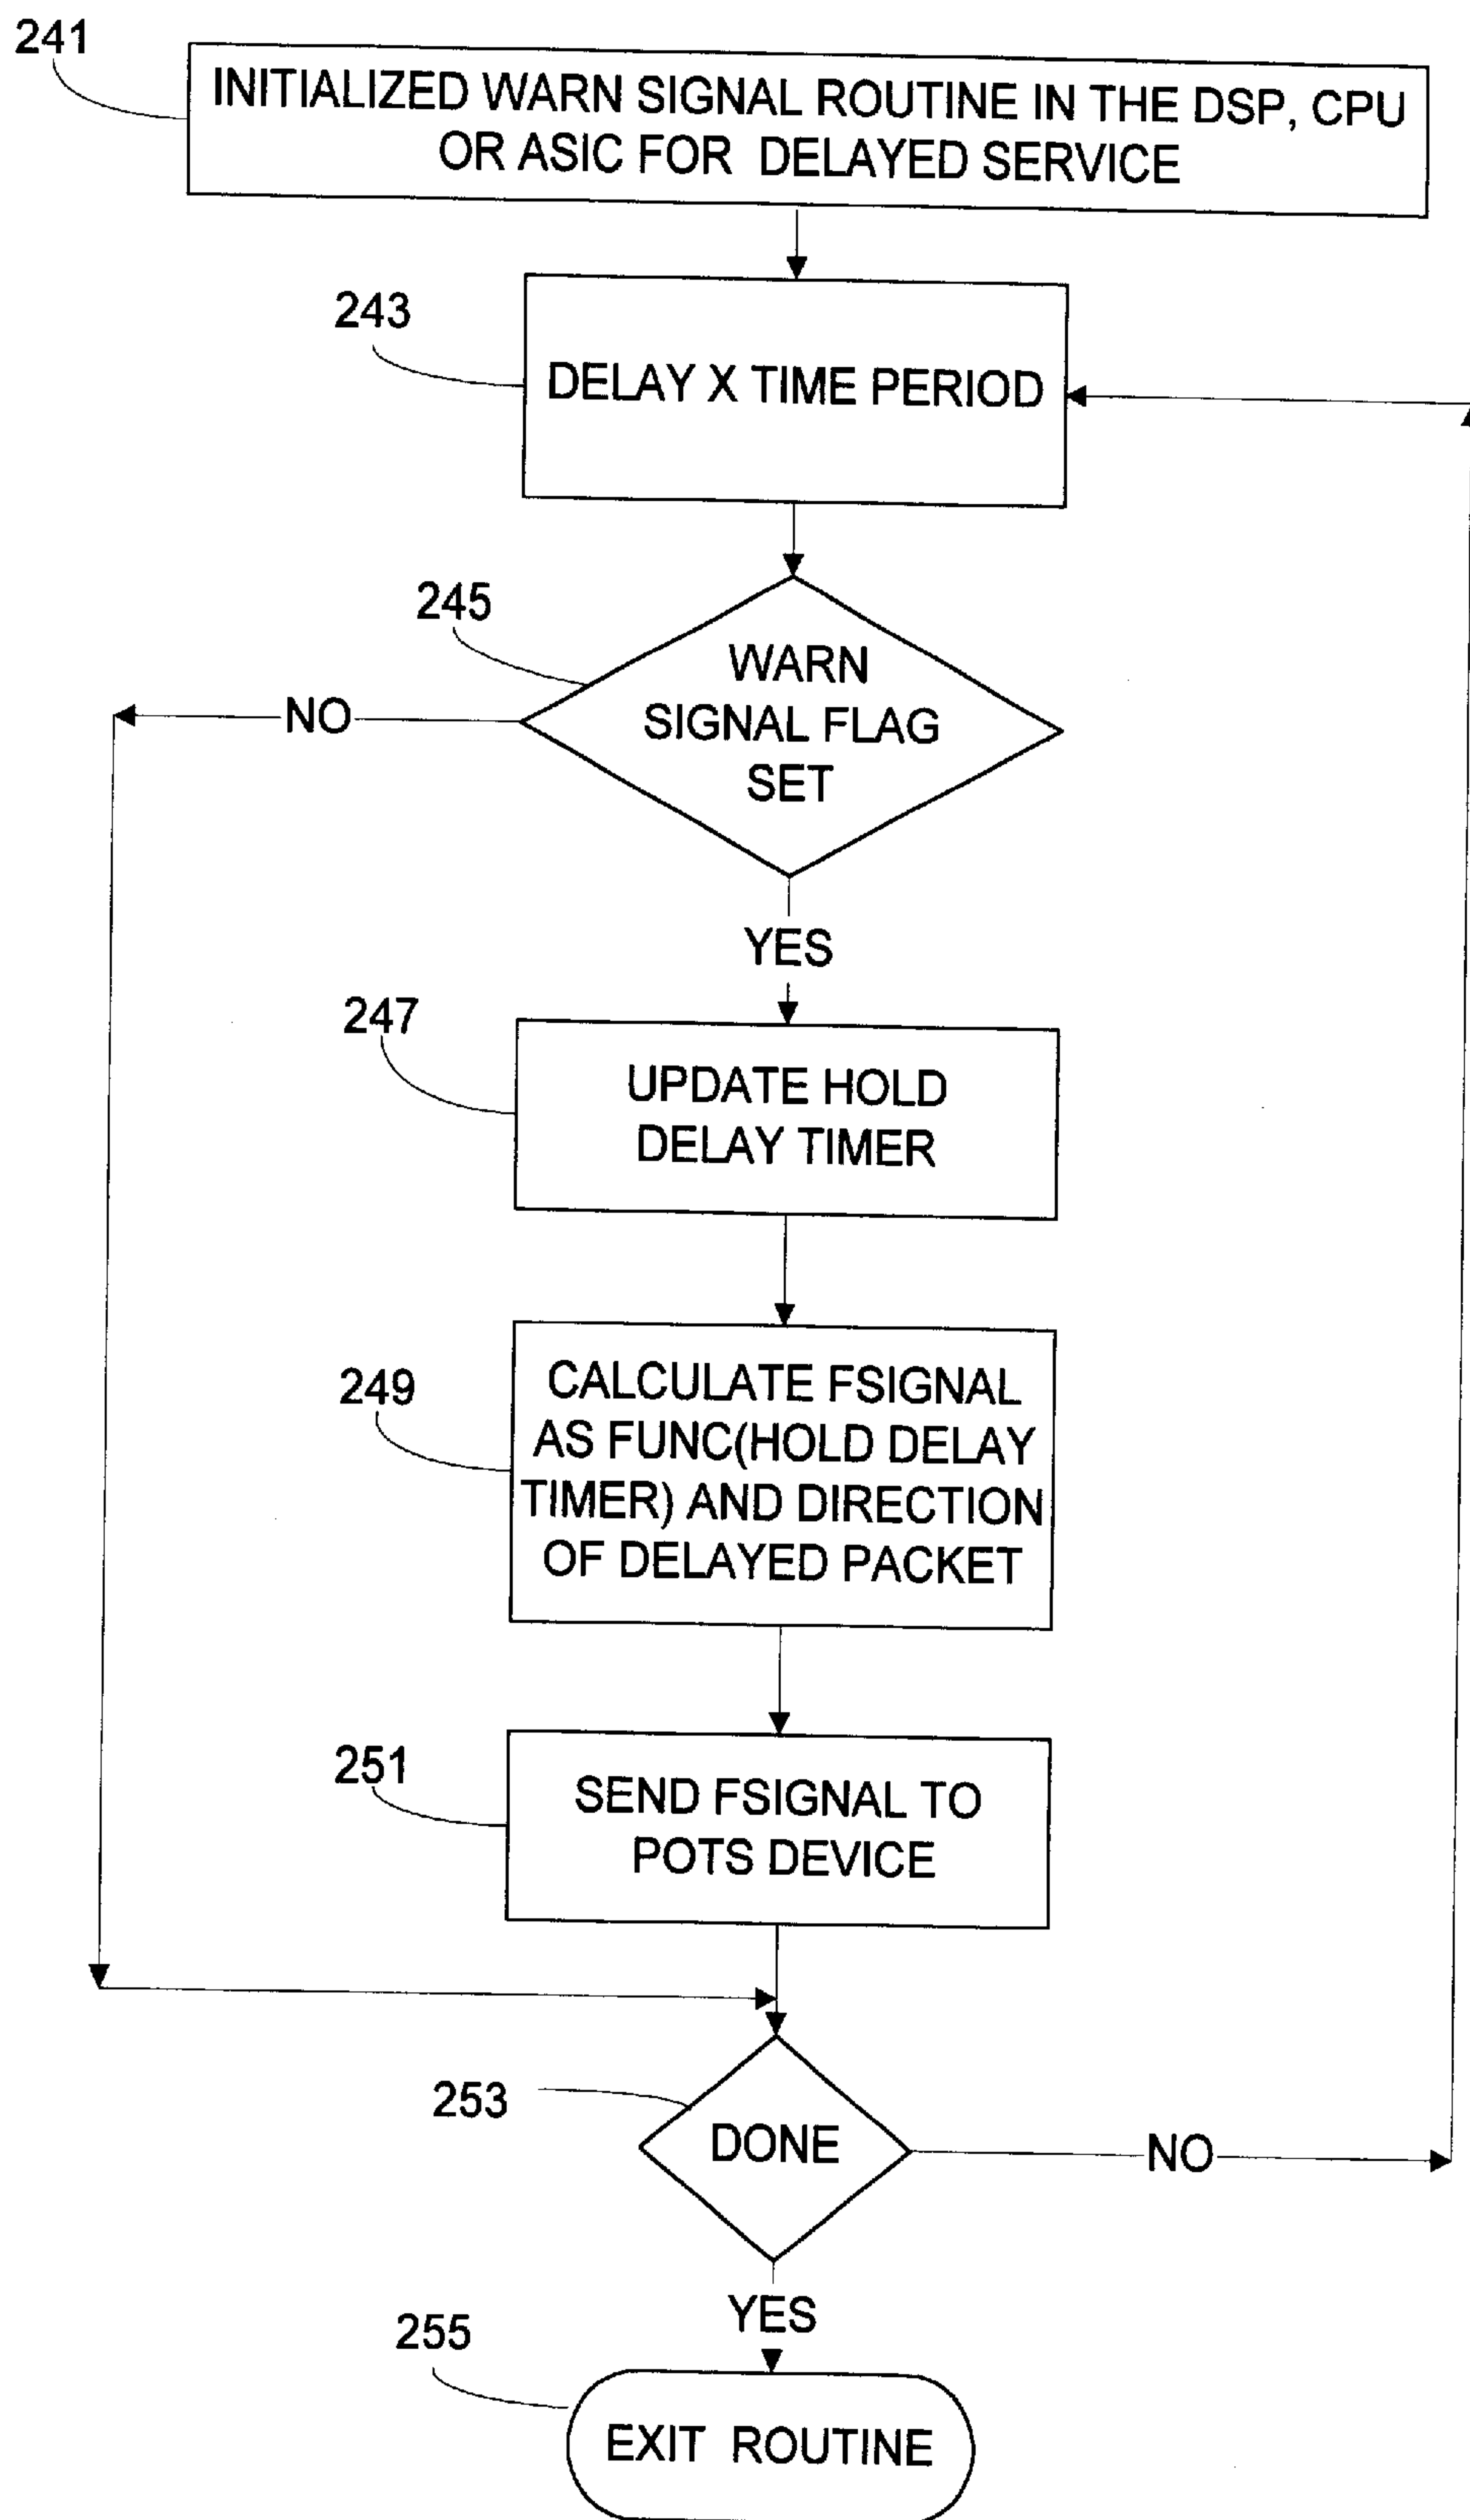 241
INITIALIZED WARN SIGNAL ROUTINE IN THE DSP, CPU
OR ASIC FOR DELAYED SERVICE
243
DELAY X TIME PERIOD
245
WARN
SIGNAL FLAG
SET
NO
YES
247
UPDATE HOLD
DELAY TIMER
249
CALCULATE FSIGNAL
AS FUNC(HOLD DELAY
TIMER) AND DIRECTION
OF DELAYED PACKET
251
SEND FSIGNAL TO
POTS DEVICE
253
DONE
NO
YES
255
EXIT ROUTINE